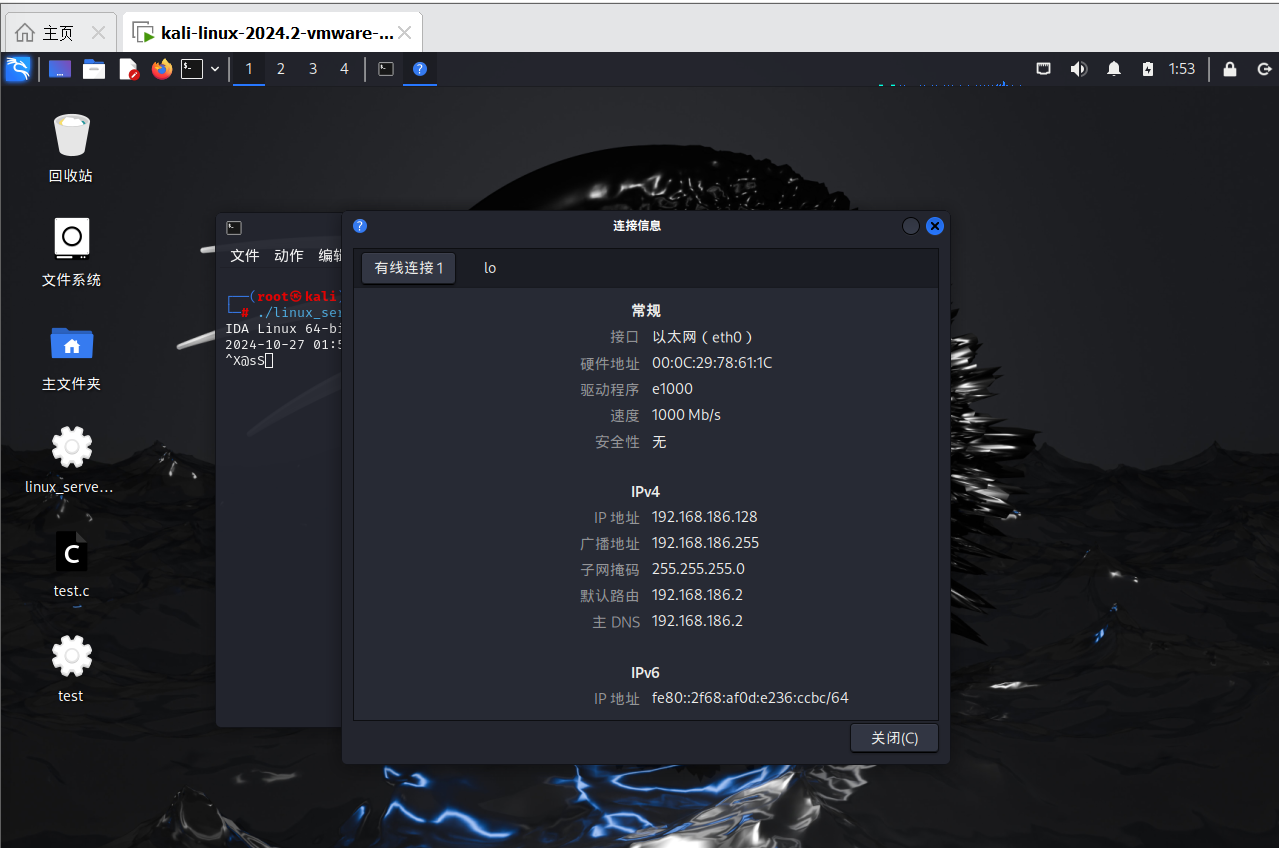 主页
kali-linux-2024.2-vmware-...
1 2 3 4
1:53
回收站
文件系统
主文件夹
linux_serve...
test.c
test
文件 动作 编辑
┌──(root㉿kali)
└─# ./linux_ser
IDA Linux 64-bi
2024-10-27 01:5
^X@sS
连接信息
有线连接 1 lo
常规
接口 以太网（eth0）
硬件地址 00:0C:29:78:61:1C
驱动程序 e1000
速度 1000 Mb/s
安全性 无
IPv4
IP 地址 192.168.186.128
广播地址 192.168.186.255
子网掩码 255.255.255.0
默认路由 192.168.186.2
主 DNS 192.168.186.2
IPv6
IP 地址 fe80::2f68:af0d:e236:ccbc/64
关闭(C)